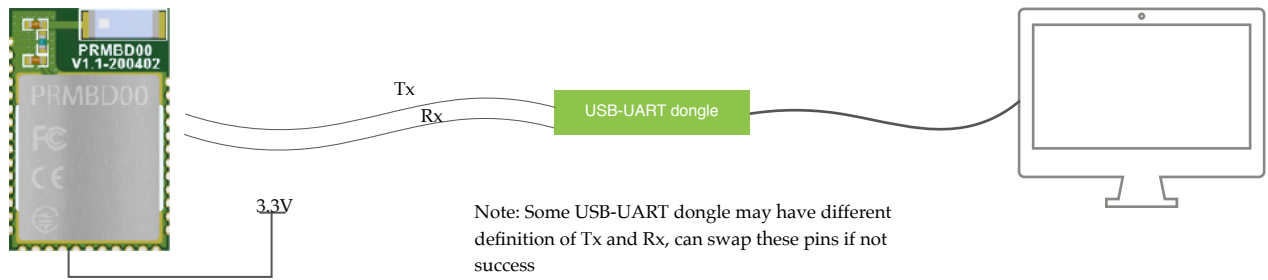 PRMBD00
V1.1-200402
PRMBD00
FC
CE
Tx
Rx
USB-UART dongle
3.3V
Note: Some USB-UART dongle may have different
definition of Tx and Rx, can swap these pins if not
success